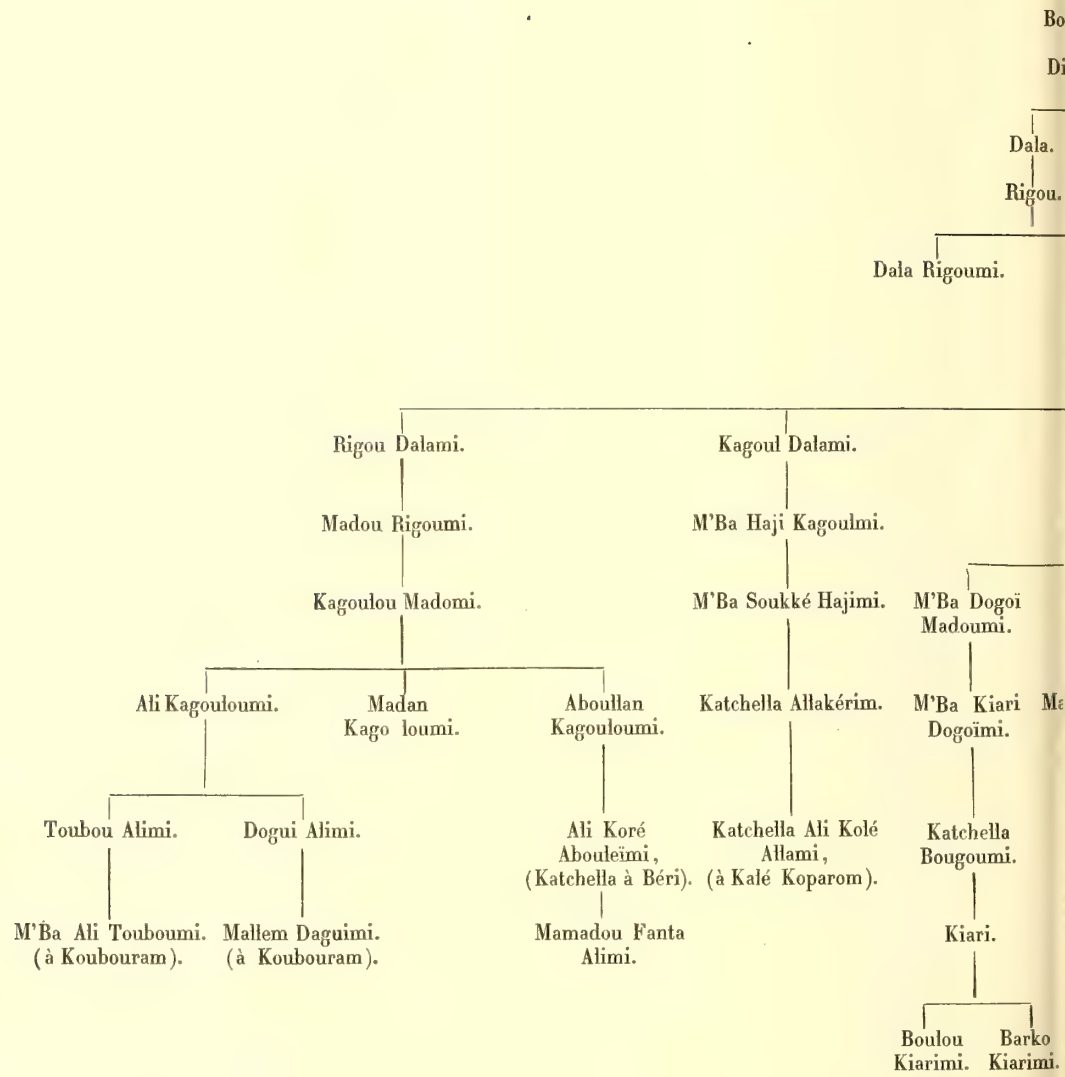 Bo
Di
Dala.
Rigou.
Dala Rigoumi.
Rigou Dalami. Kagoul Dalami.
Madou Rigoumi. M'Ba Haji Kagoulmi.
Kagoulou Madomi. M'Ba Soukké Hajimi. M'Ba Dogoï
Madoumi.
Ali Kagouloumi. Madan Aboullan Katchella Allakérim. M'Ba Kiari Ma
Kago loumi. Kagouloumi. Dogoïmi.
Toubou Alimi. Dogui Alimi. Ali Koré Katchella Ali Kolé Katchella
Abouleïmi, Allami, Bougoumi.
(Katchella à Béri). (à Kalé Koparom).
M'Ba Ali Touboumi. Mallem Daguimi. Mamadou Fanta Kiari.
(à Koubouram). (à Koubouram). Alimi.
Boulou Barko
Kiarimi. Kiarimi.